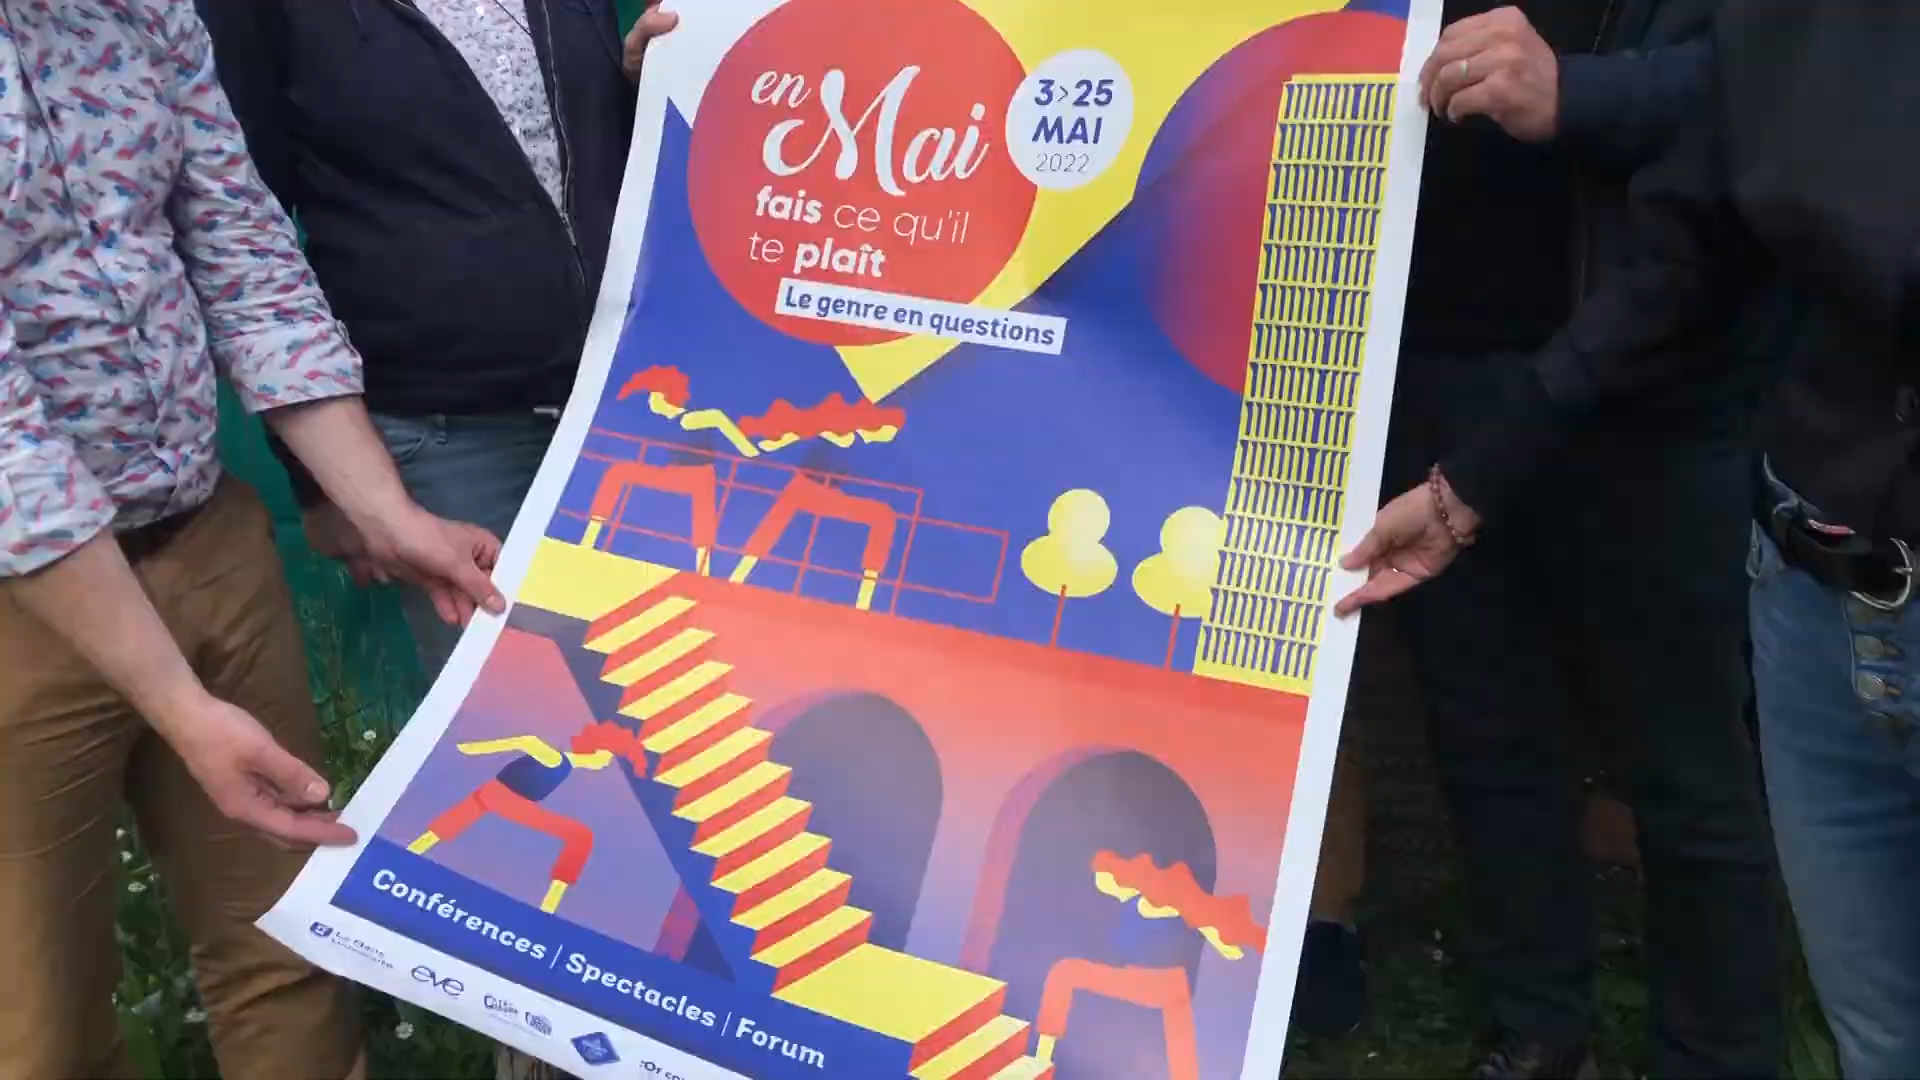 en
Mai
fais ce qu'il
te plaît
3>25
MAI
2022
Le genre en questions
Conférences | Spectacles | Forum
eve